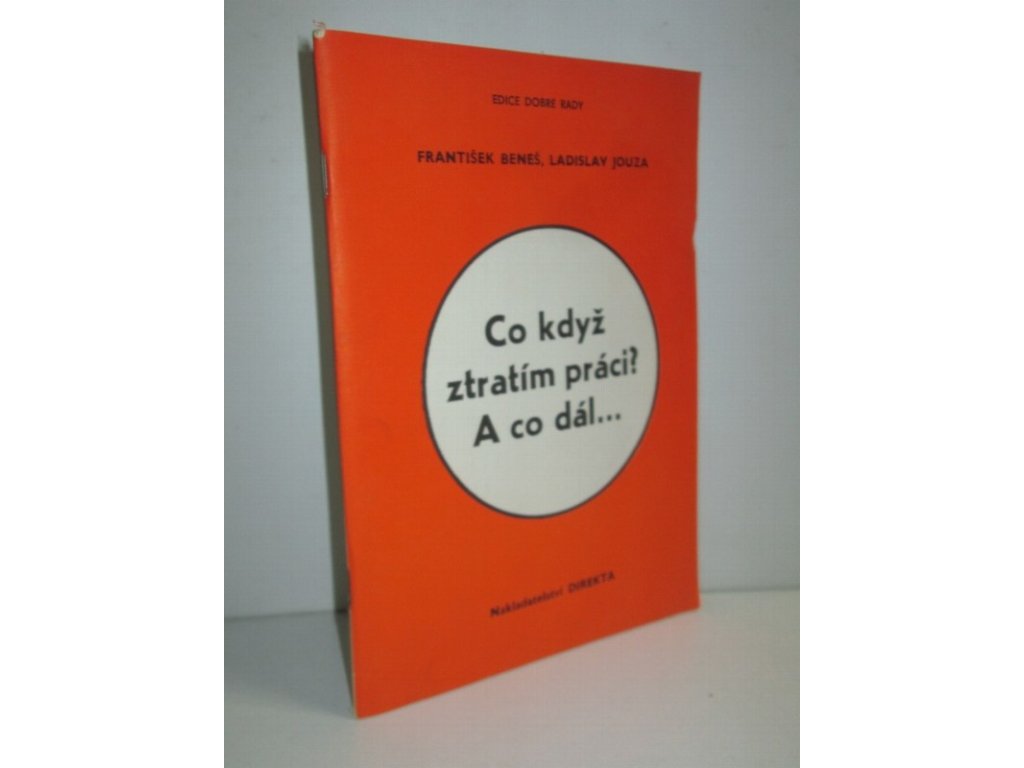 EDICE DOBRÉ RADY
FRANTIŠEK BENEŠ, LADISLAV JOUZA
Co když
ztratím práci?
A co dál...
Nakladatelství DIREKTA